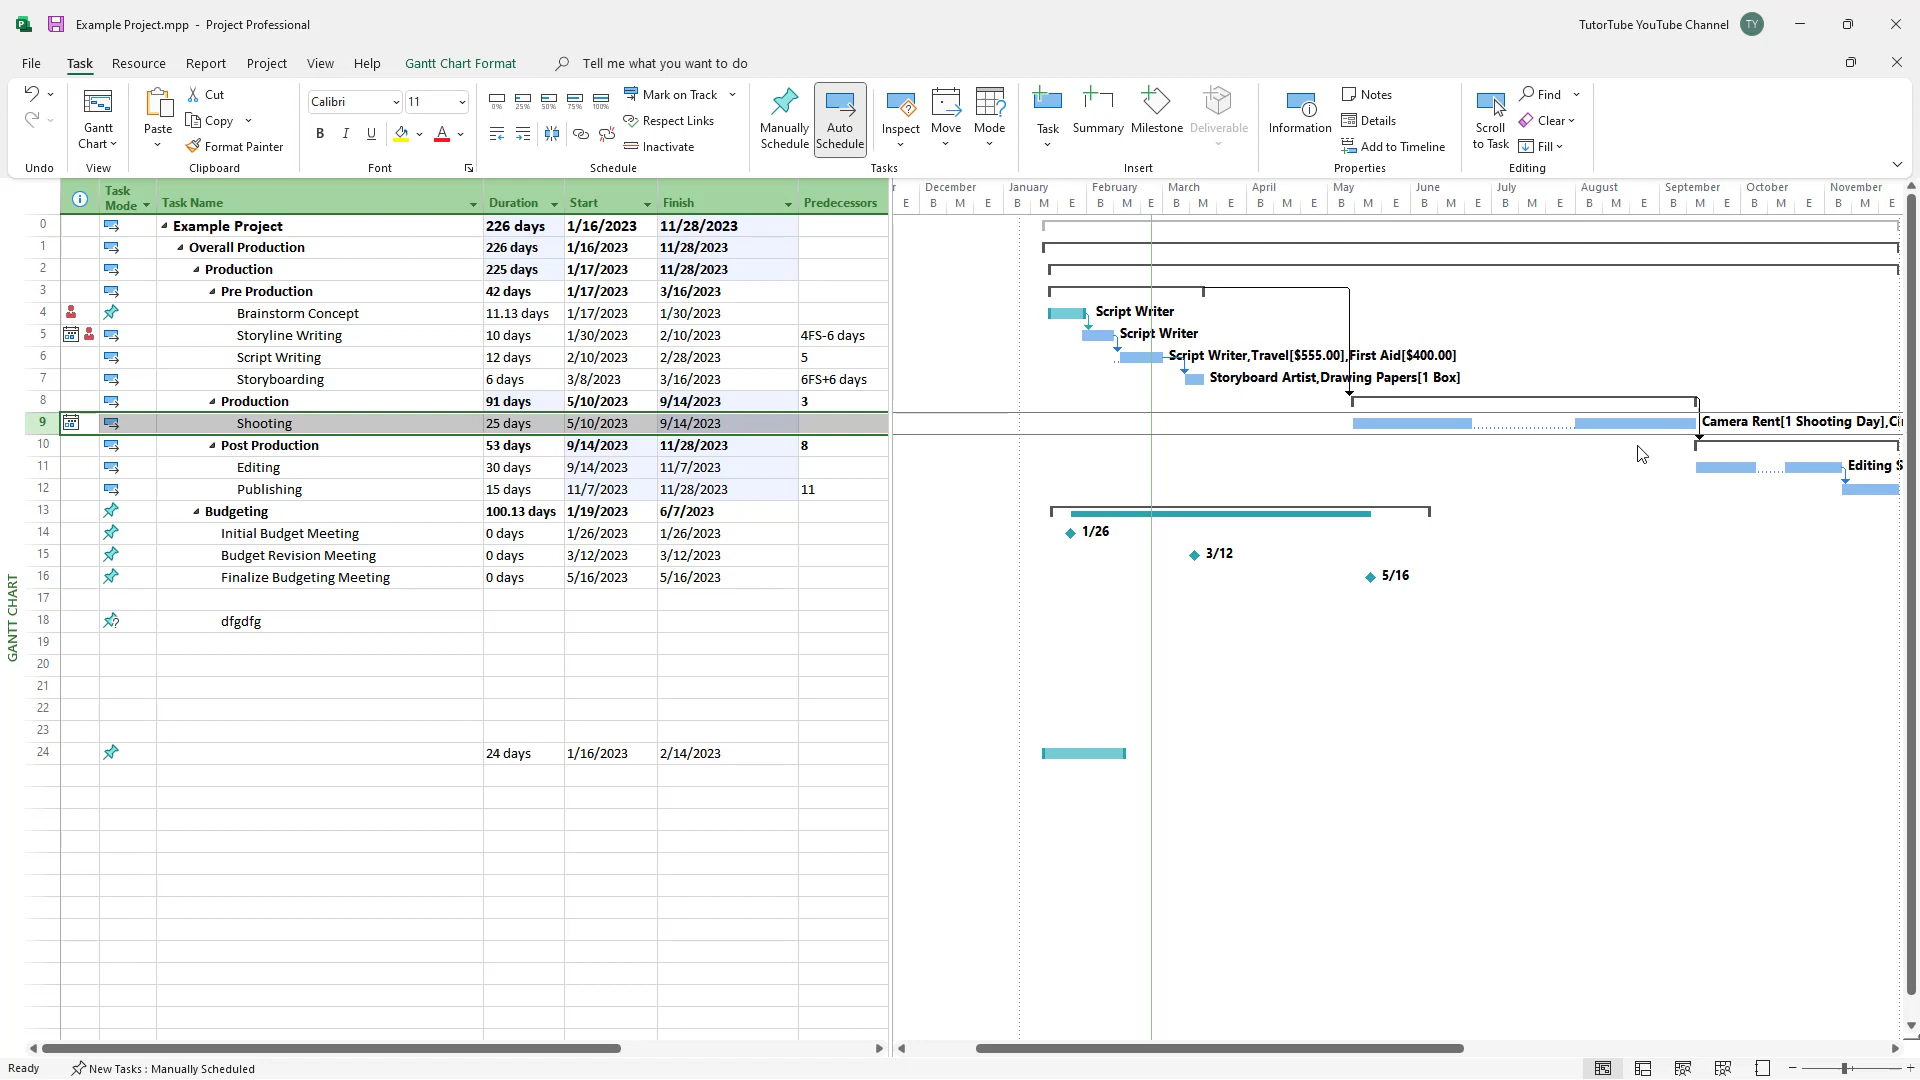 Example Project.mpp - Project Professional
TutorTube YouTube Channel TY
File Task Resource Report Project View Help Gantt Chart Format Tell me what you want to do
Gantt Chart
Paste
Cut
Copy
Format Painter
Calibri 11
B I U A
0% 25% 50% 75% 100%
Mark on Track
Respect Links
Inactivate
Manually Schedule
Auto Schedule
Inspect
Move
Mode
Task
Summary
Milestone
Deliverable
Information
Notes
Details
Add to Timeline
Scroll to Task
Find
Clear
Fill
Undo View Clipboard Font Schedule Tasks Insert Properties Editing
Task Mode Task Name Duration Start Finish Predecessors
December January February March April May June July August September October November
E B M E B M E B M E B M E B M E B M E B M E B M E B M E B M E B M E B M E
0 Example Project 226 days 1/16/2023 11/28/2023
1 Overall Production 226 days 1/16/2023 11/28/2023
2 Production 225 days 1/17/2023 11/28/2023
3 Pre Production 42 days 1/17/2023 3/16/2023
4 Brainstorm Concept 11.13 days 1/17/2023 1/30/2023 Script Writer
5 Storyline Writing 10 days 1/30/2023 2/10/2023 4FS-6 days Script Writer
6 Script Writing 12 days 2/10/2023 2/28/2023 5 Script Writer,Travel[$555.00],First Aid[$400.00]
7 Storyboarding 6 days 3/8/2023 3/16/2023 6FS+6 days Storyboard Artist,Drawing Papers[1 Box]
8 Production 91 days 5/10/2023 9/14/2023 3
9 Shooting 25 days 5/10/2023 9/14/2023 Camera Rent[1 Shooting Day],Ci
10 Post Production 53 days 9/14/2023 11/28/2023 8
11 Editing 30 days 9/14/2023 11/7/2023 Editing S
12 Publishing 15 days 11/7/2023 11/28/2023 11
13 Budgeting 100.13 days 1/19/2023 6/7/2023
14 Initial Budget Meeting 0 days 1/26/2023 1/26/2023 1/26
15 Budget Revision Meeting 0 days 3/12/2023 3/12/2023 3/12
16 Finalize Budgeting Meeting 0 days 5/16/2023 5/16/2023 5/16
17
18 dfgdfg
19
20
21
22
23
24 24 days 1/16/2023 2/14/2023
GANTT CHART
Ready New Tasks : Manually Scheduled